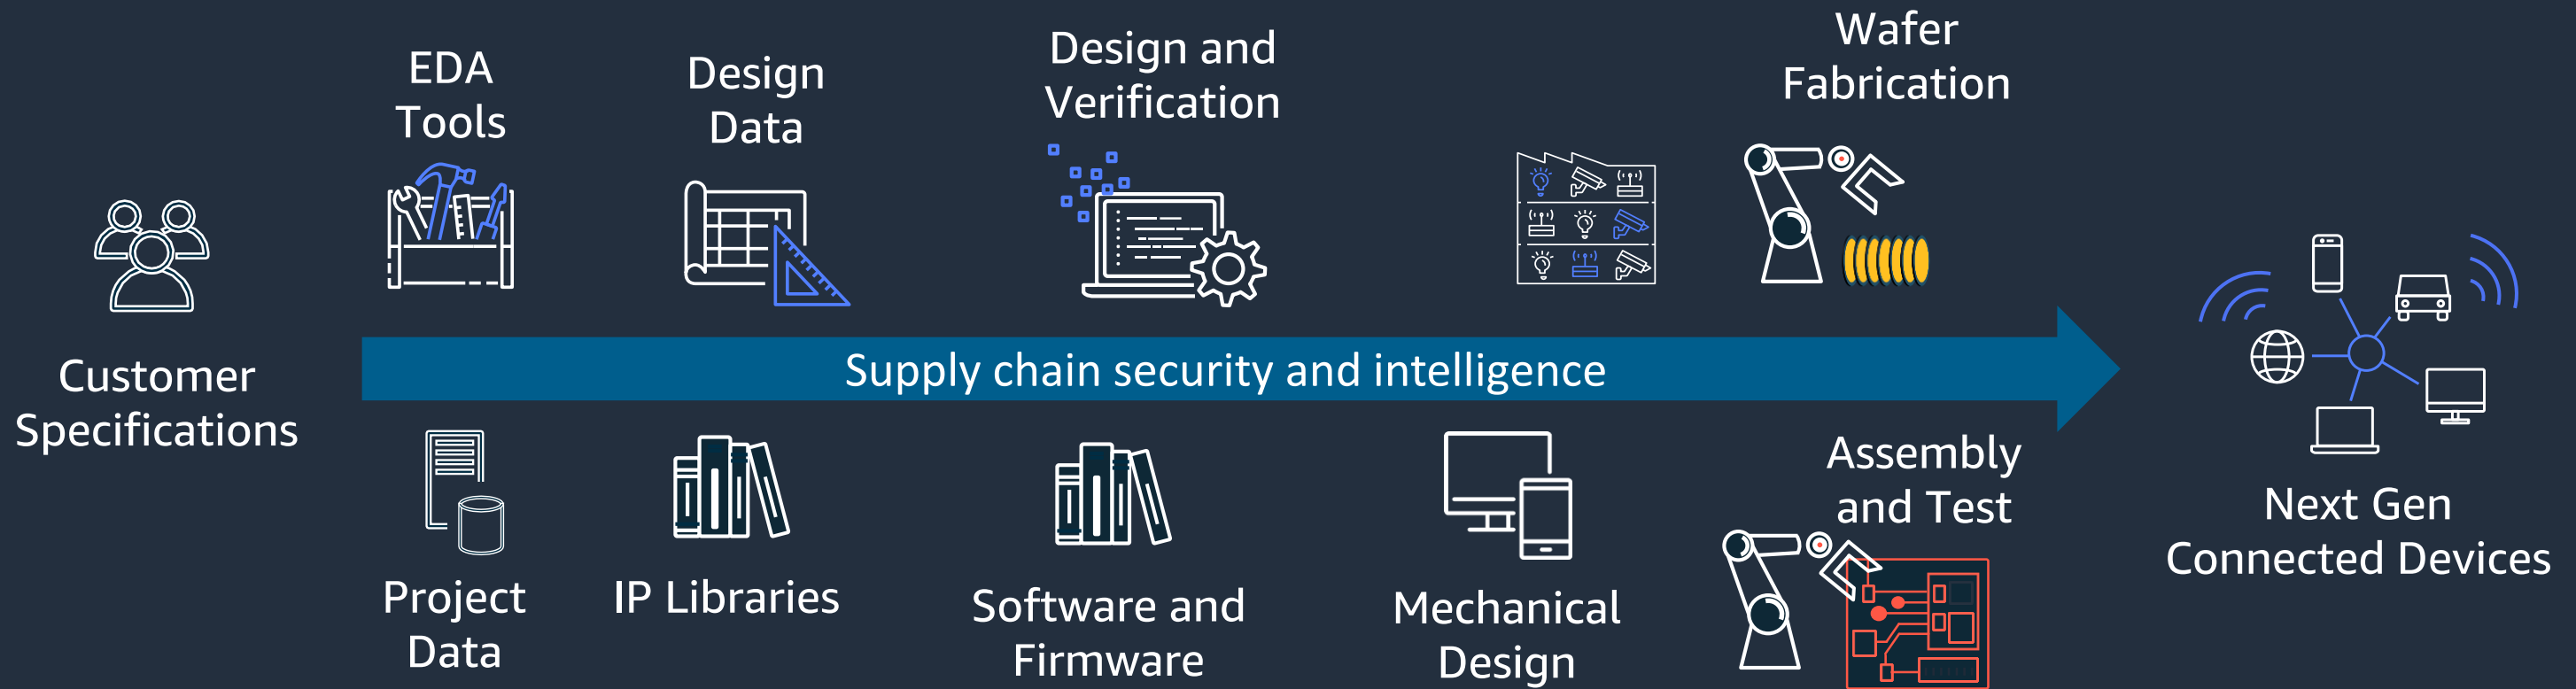 Customer
Specifications
EDA
Tools
Design
Data
Design and
Verification
Wafer
Fabrication
Supply chain security and intelligence
Project
Data
IP Libraries
Software and
Firmware
Mechanical
Design
Assembly
and Test
Next Gen
Connected Devices